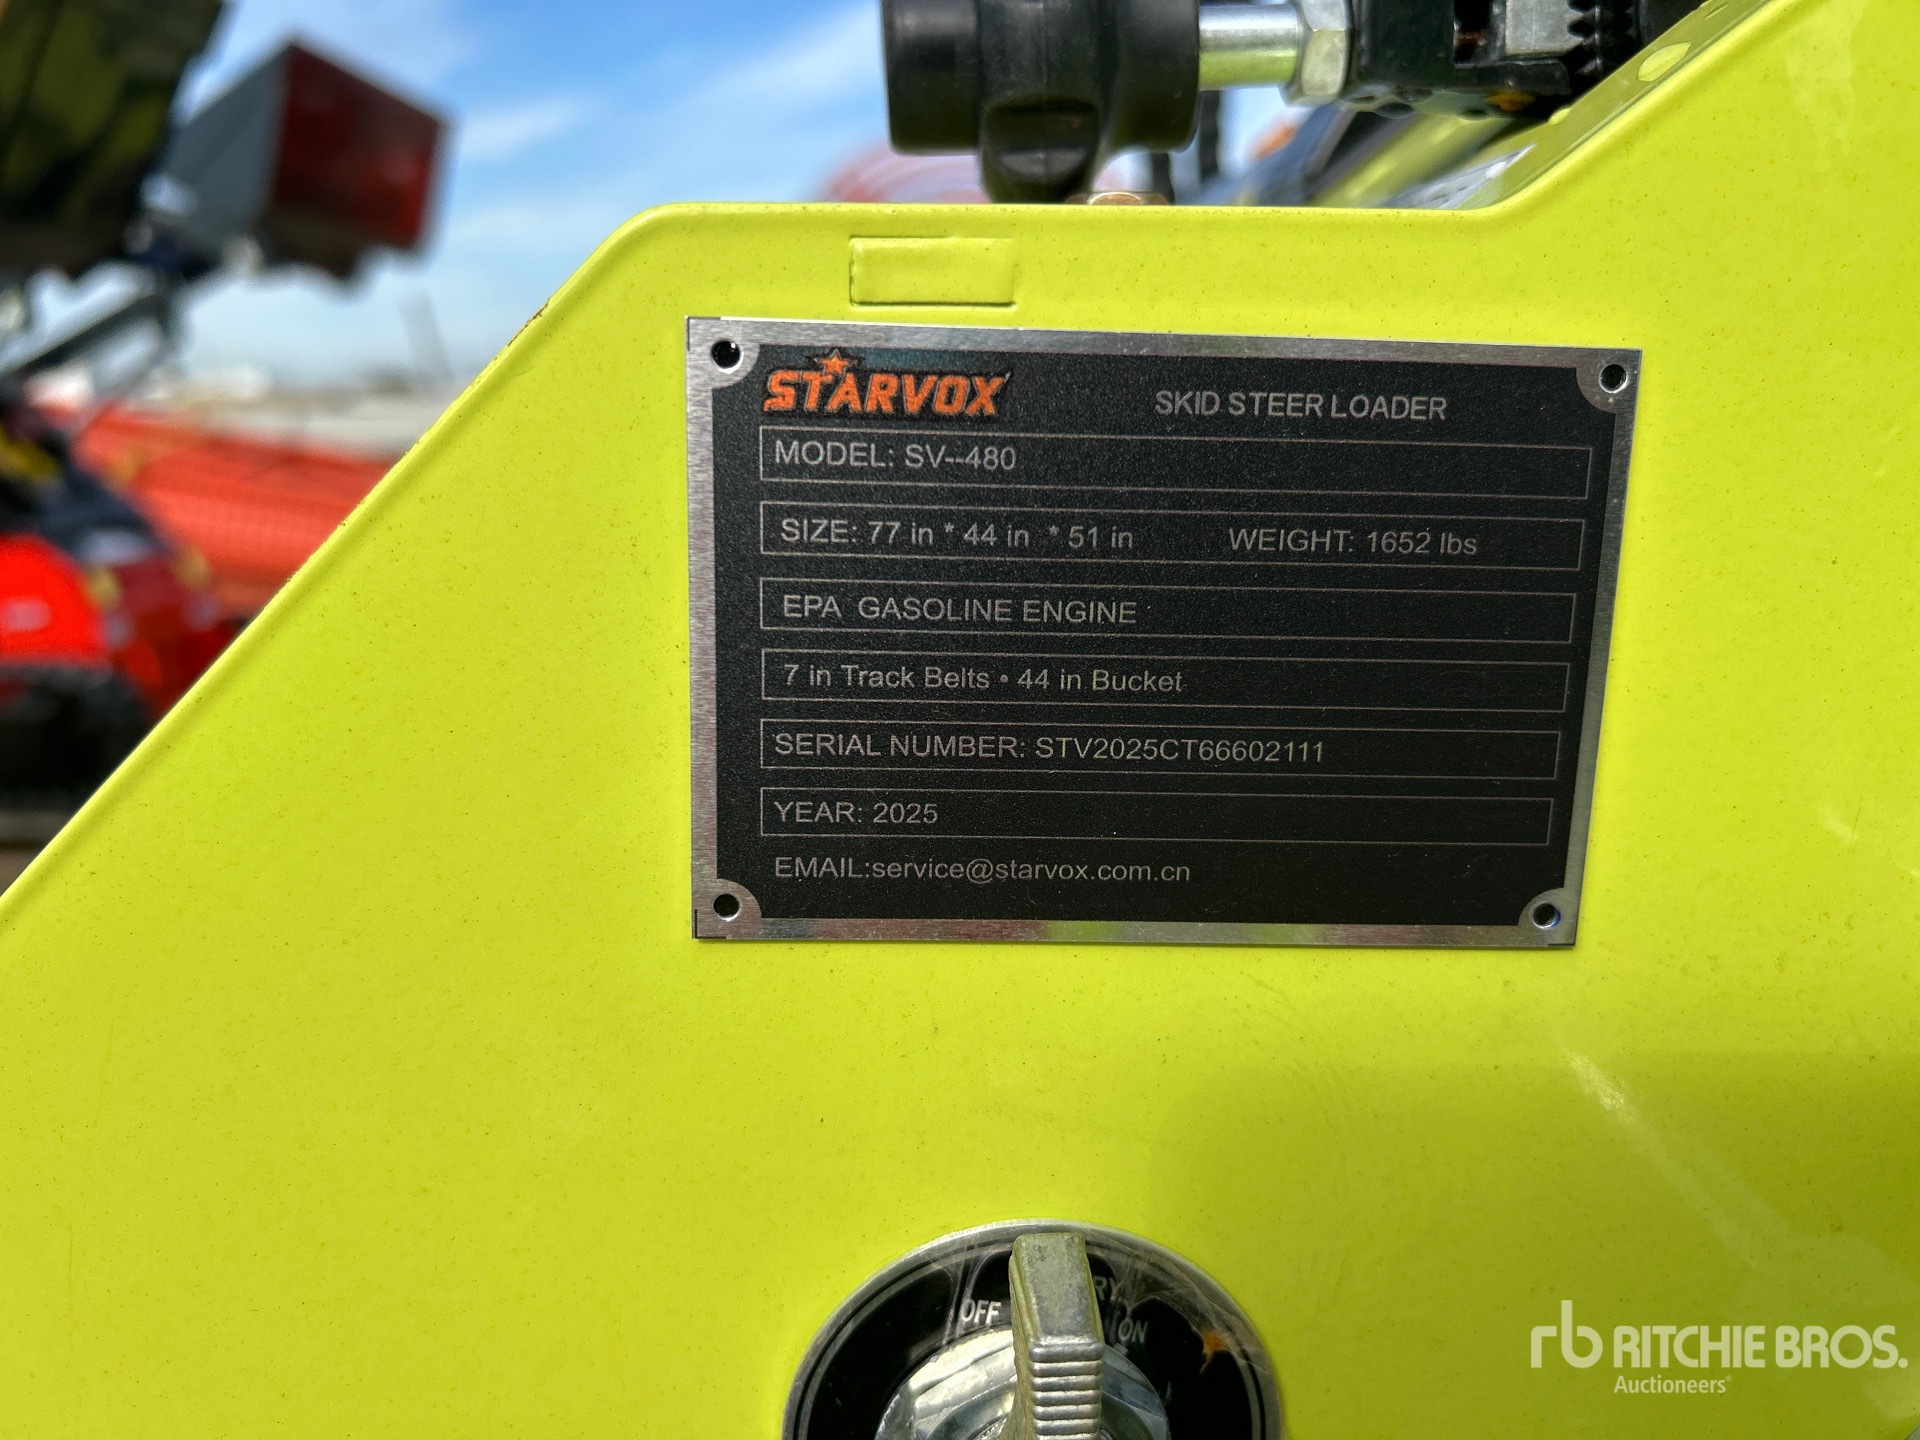 STARVOX SKID STEER LOADER
MODEL: SV--480
SIZE: 77 in * 44 in * 51 in WEIGHT: 1652 lbs
EPA GASOLINE ENGINE
7 in Track Belts • 44 in Bucket
SERIAL NUMBER: STV2025CT66602111
YEAR: 2025
EMAIL:service@starvox.com.cn
OFF ON
rb RITCHIE BROS.
Auctioneers